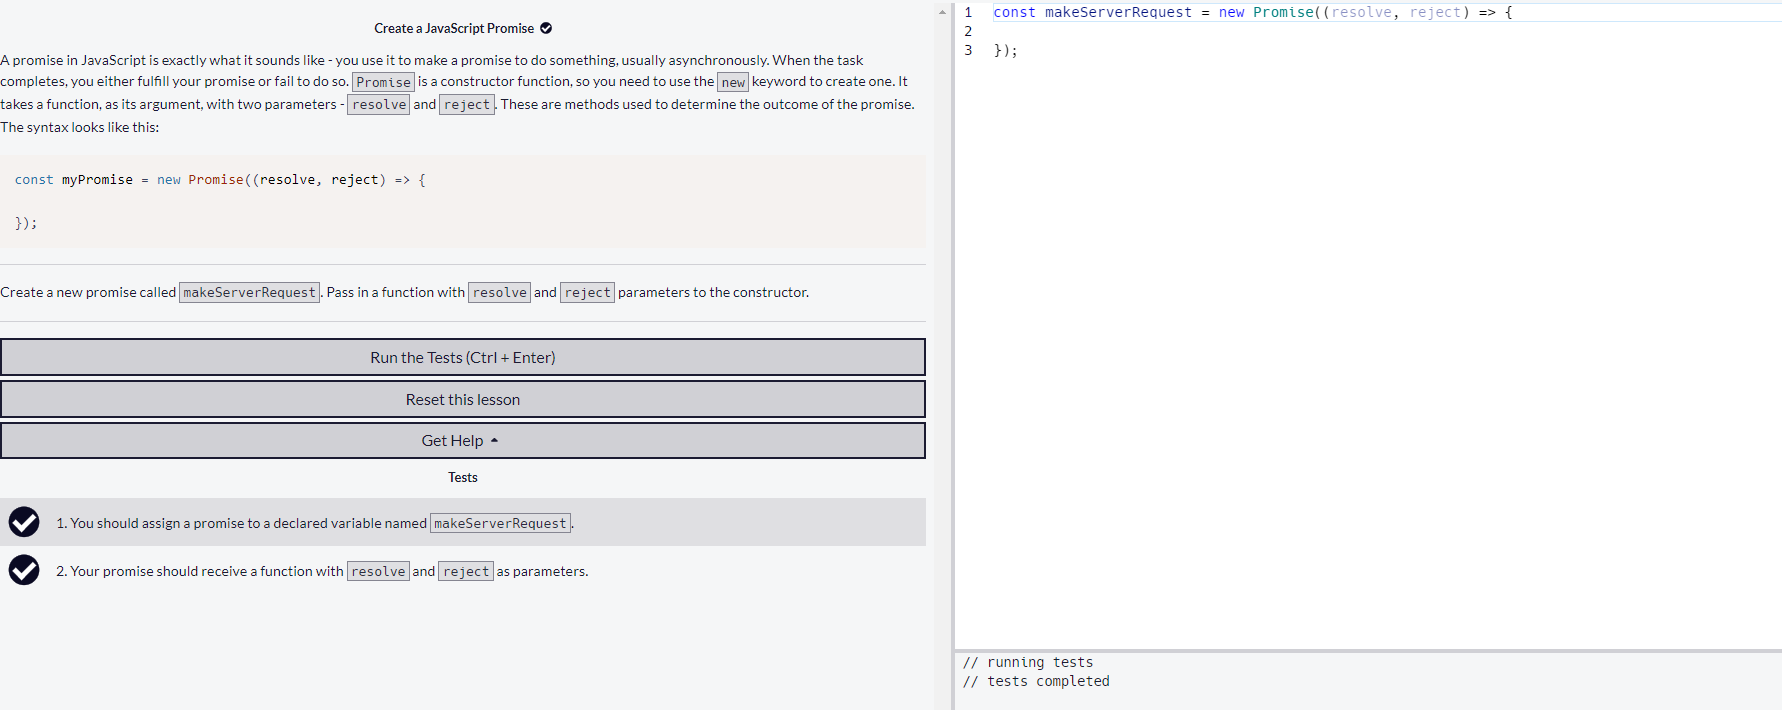 Create a JavaScript Promise
A promise in JavaScript is exactly what it sounds like - you use it to make a promise to do something, usually asynchronously. When the task
completes, you either fulfill your promise or fail to do so. Promise is a constructor function, so you need to use the new keyword to create one. It
takes a function, as its argument, with two parameters - resolve and reject. These are methods used to determine the outcome of the promise.
The syntax looks like this:
const myPromise = new Promise((resolve, reject) => {
});
Create a new promise called makeServerRequest. Pass in a function with resolve and reject parameters to the constructor.
Run the Tests (Ctrl + Enter)
Reset this lesson
Get Help
Tests
1. You should assign a promise to a declared variable named makeServerRequest.
2. Your promise should receive a function with resolve and reject as parameters.
1 const makeServerRequest = new Promise((resolve, reject) => {
2
3 });
// running tests
// tests completed